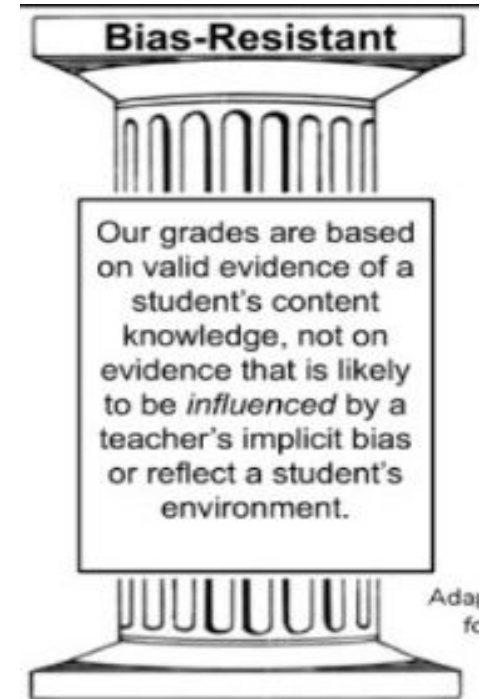 Bias-Resistant
Our grades are based
on valid evidence of a
student's content
knowledge, not on
evidence that is likely
to be influenced by a
teacher's implicit bias
or reflect a student's
environment.